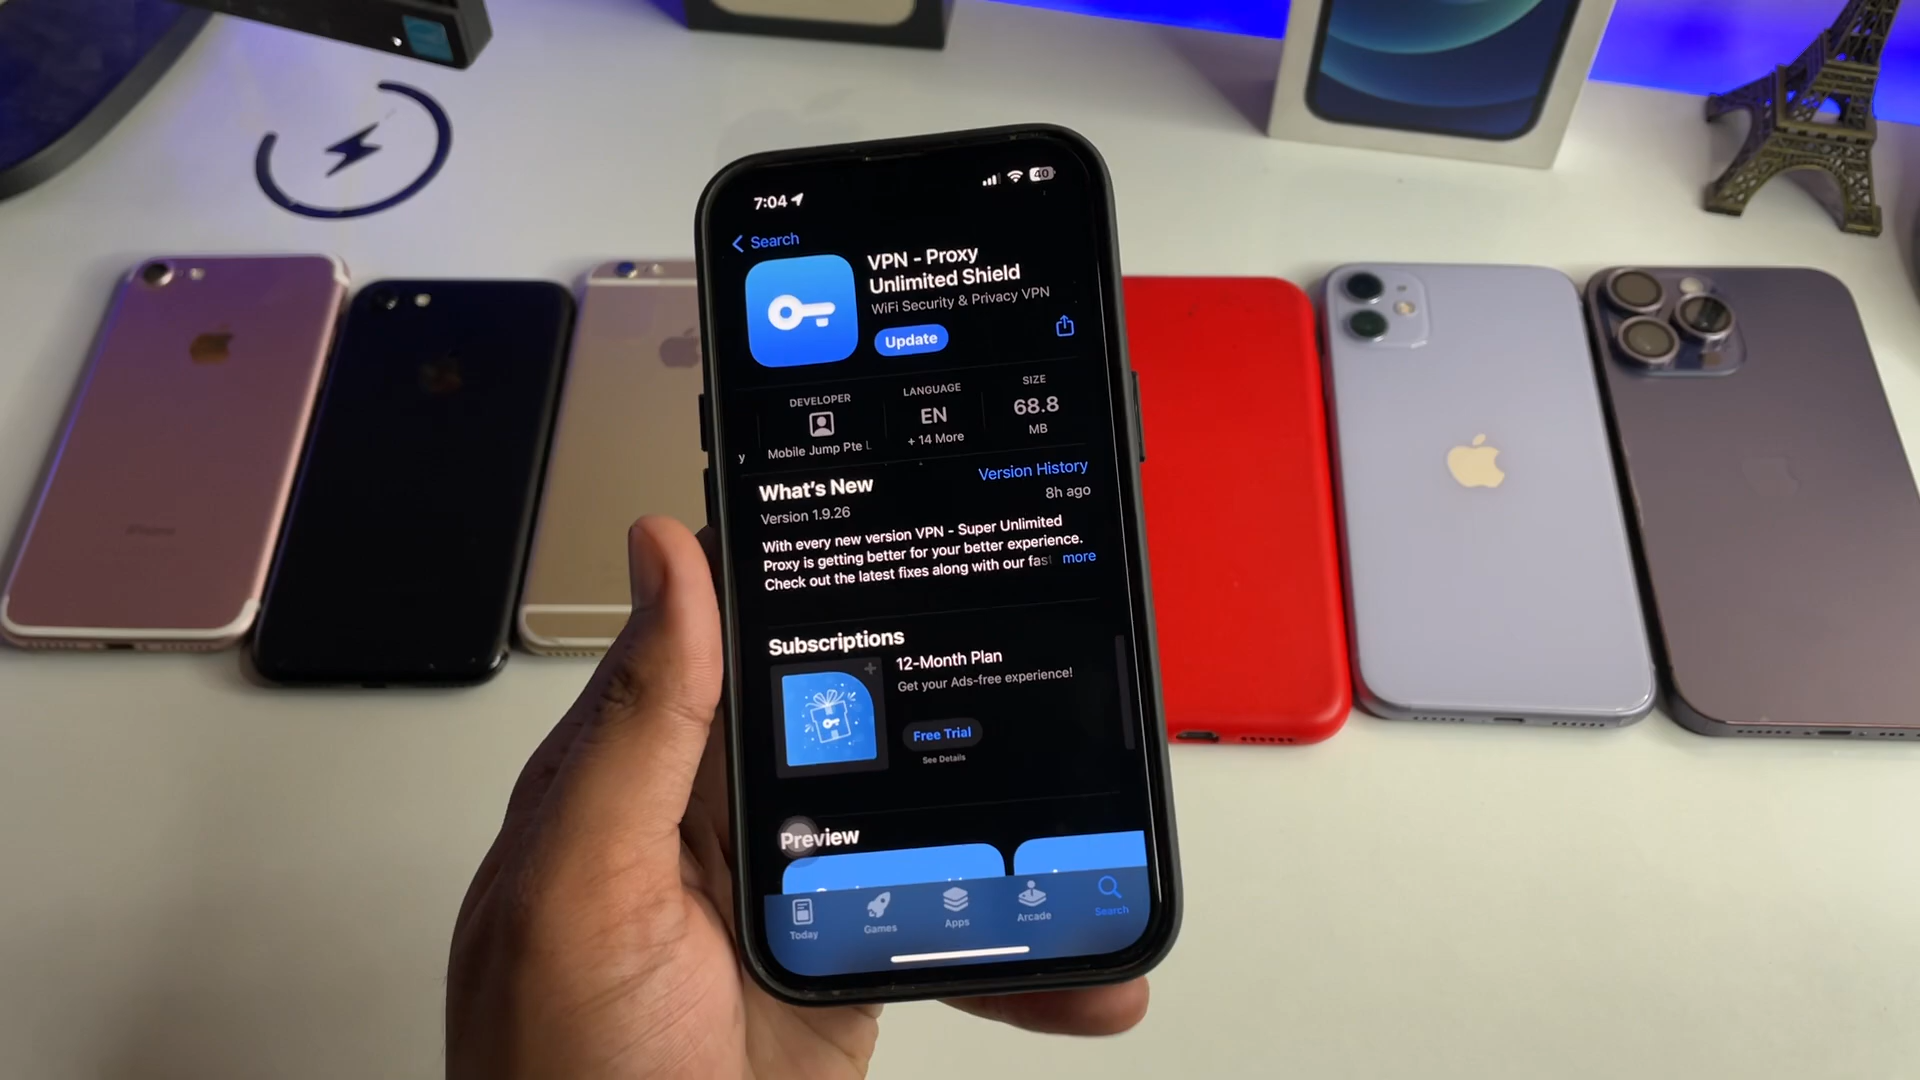 7:04
40
Search
VPN - Proxy
Unlimited Shield
WiFi Security & Privacy VPN
Update
DEVELOPER
LANGUAGE
SIZE
EN
68.8
y
Mobile Jump Pte L
+ 14 More
MB
What's New
Version History
Version 1.9.26
8h ago
With every new version VPN - Super Unlimited
Proxy is getting better for your better experience.
Check out the latest fixes along with our fast
more
Subscriptions
12-Month Plan
Get your Ads-free experience!
Free Trial
See Details
Preview
Today
Games
Apps
Arcade
Search
iPhone